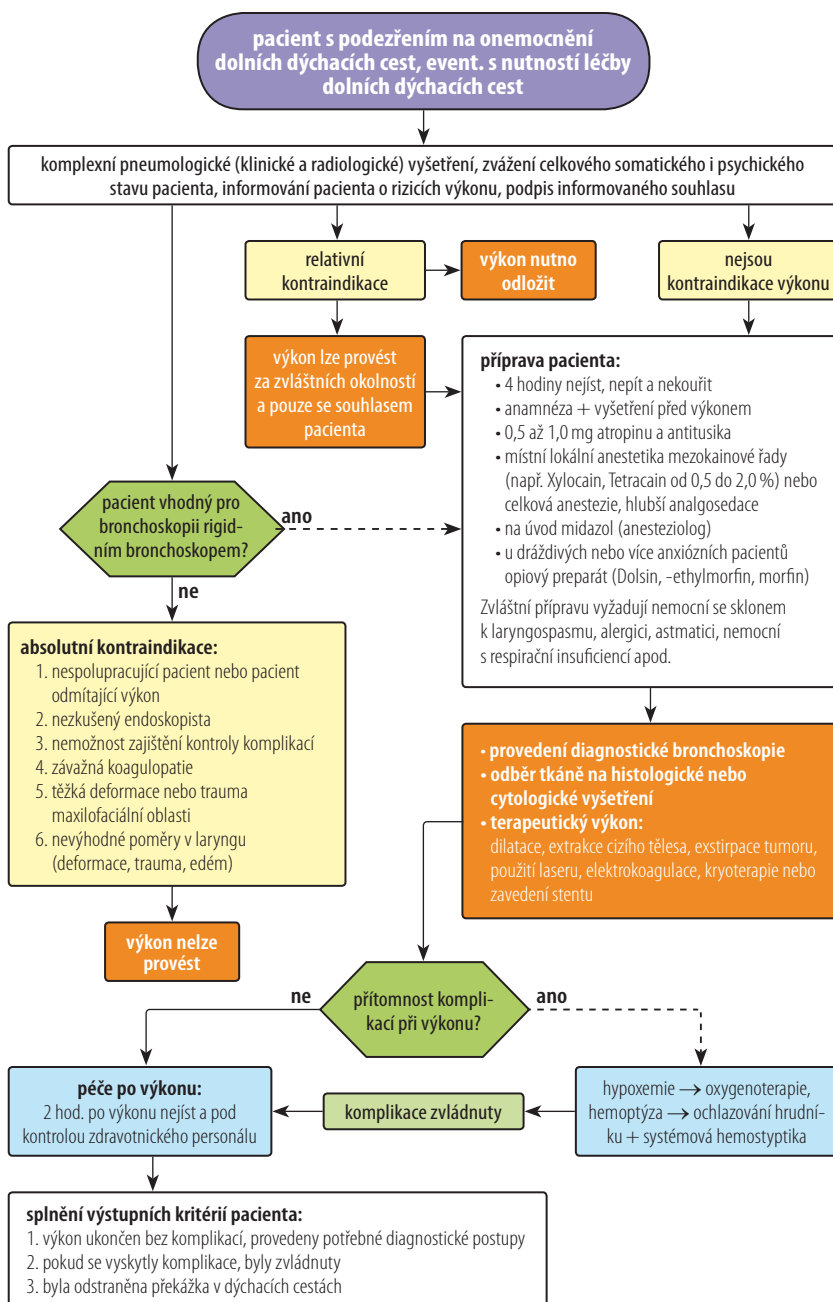 pacient s podezřením na onemocnění
dolních dýchacích cest, event. s nutností léčby
dolních dýchacích cest
komplexní pneumologické (klinické a radiologické) vyšetření, zvážení celkového somatického i psychického
stavu pacienta, informování pacienta o rizicích výkonu, podpis informovaného souhlasu
relativní
kontraindikace
výkon nutno
odložit
nejsou
kontraindikace výkonu
výkon lze provést
za zvláštních okolností
a pouze se souhlasem
pacienta
příprava pacienta:
• 4 hodiny nejíst, nepít a nekouřit
• anamnéza + vyšetření před výkonem
• 0,5 až 1,0 mg atropinu a antitusika
• místní lokální anestetika mezokainové řady
(např. Xylocain, Tetracain od 0,5 do 2,0 %) nebo
celková anestezie, hlubší analgosedace
• na úvod midazol (anesteziolog)
• u dráždivých nebo více anxiózních pacientů
opiový preparát (Dolsin, -ethylmorfin, morfin)
Zvláštní přípravu vyžadují nemocní se sklonem
k laryngospasmu, alergici, astmatici, nemocní
s respirační insuficiencí apod.
pacient vhodný pro
bronchoskopii rigid-
ním bronchoskopem?
ano
ne
absolutní kontraindikace:
1. nespolupracující pacient nebo pacient
odmítající výkon
2. nezkušený endoskopista
3. nemožnost zajištění kontroly komplikací
4. závažná koagulopatie
5. těžká deformace nebo trauma
maxilofaciální oblasti
6. nevýhodné poměry v laryngu
(deformace, trauma, edém)
výkon nelze
provést
• provedení diagnostické bronchoskopie
• odběr tkáně na histologické nebo
cytologické vyšetření
• terapeutický výkon:
dilatace, extrakce cizího tělesa, exstirpace tumoru,
použití laseru, elektrokoagulace, kryoterapie nebo
zavedení stentu
ne
přítomnost kompli-
kací při výkonu?
ano
péče po výkonu:
2 hod. po výkonu nejíst a pod
kontrolou zdravotnického personálu
komplikace zvládnuty
hypoxemie → oxygenoterapie,
hemoptýza → ochlazování hrudní-
ku + systémová hemostyptika
splnění výstupních kritérií pacienta:
1. výkon ukončen bez komplikací, provedeny potřebné diagnostické postupy
2. pokud se vyskytly komplikace, byly zvládnuty
3. byla odstraněna překážka v dýchacích cestách